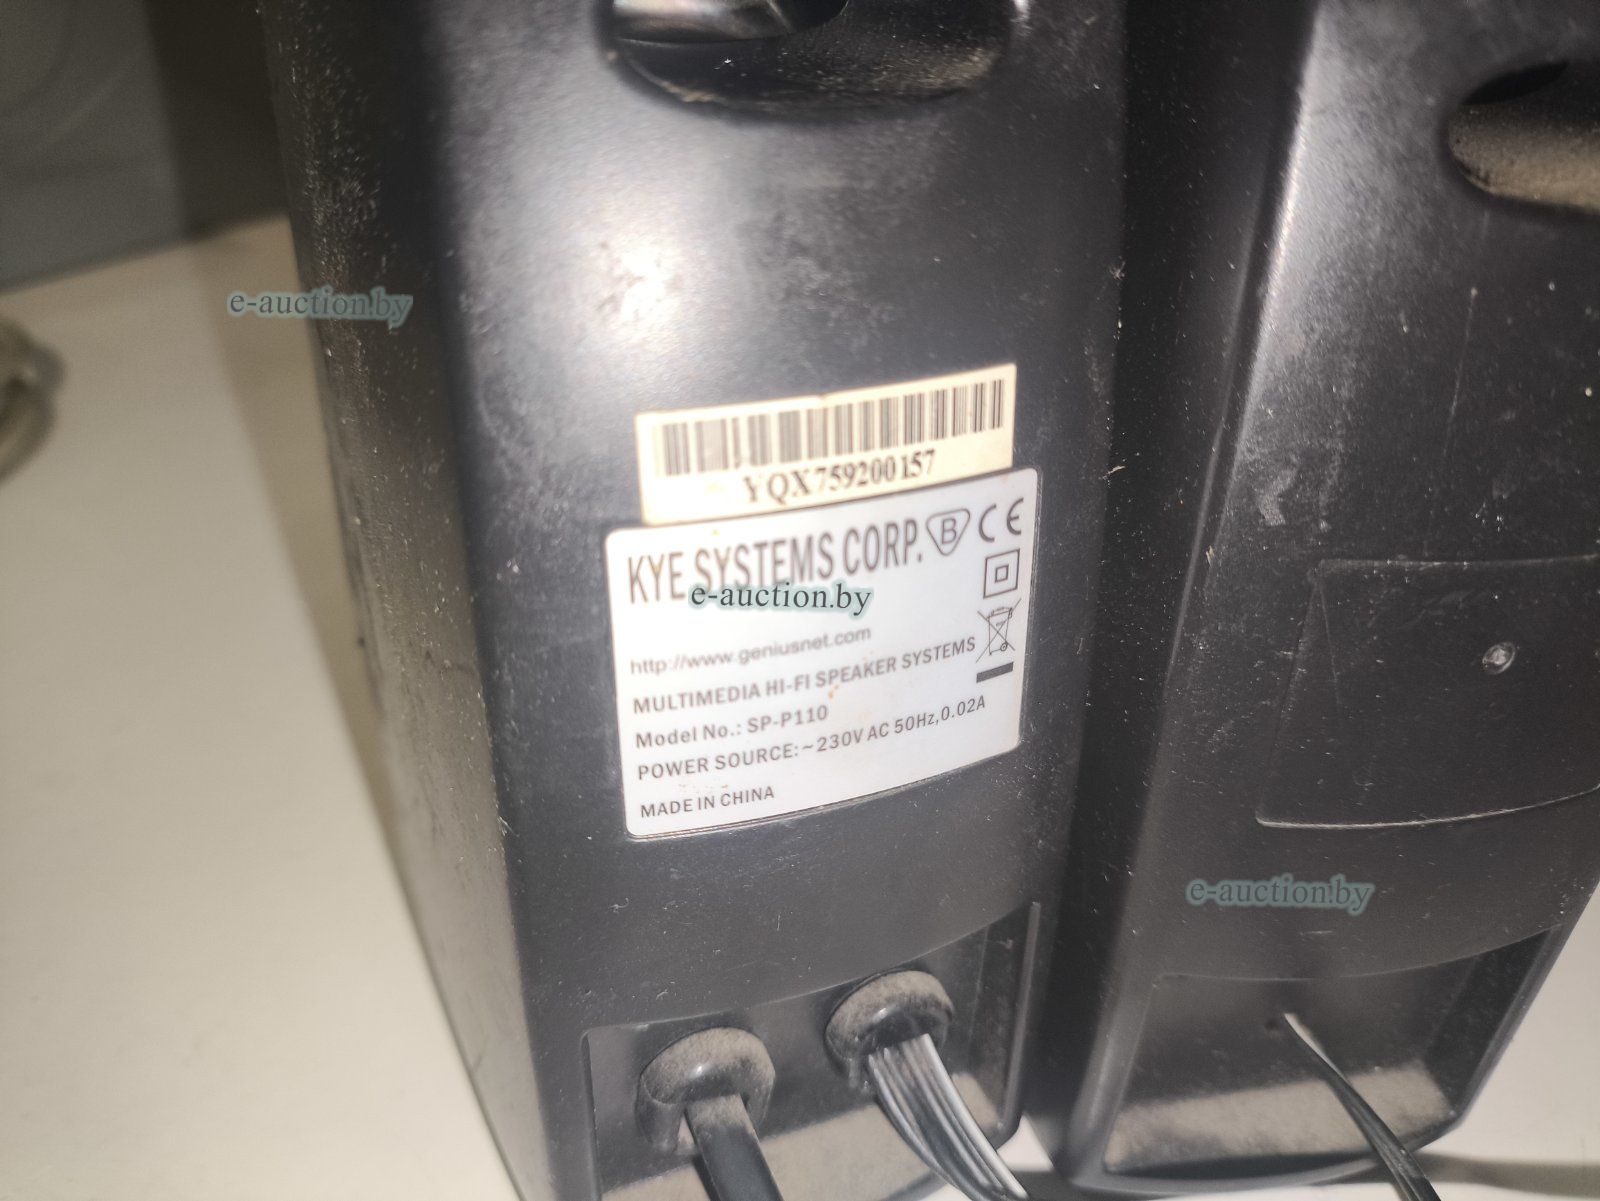 e-auction.by
YQX759200157
KYE SYSTEMS CORP. B CE
e-auction.by
http://www.geniusnet.com
MULTIMEDIA HI-FI SPEAKER SYSTEMS
Model No.: SP-P110
POWER SOURCE: ~230V AC 50Hz,0.02A
MADE IN CHINA
e-auction.by